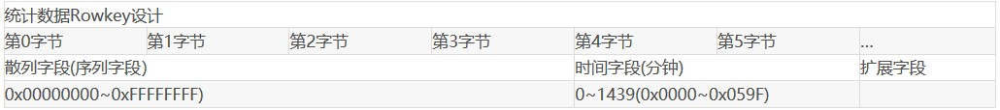 统计数据Rowkey设计
第0字节 第1字节 第2字节 第3字节 第4字节 第5字节 ...
散列字段(序列字段) 时间字段(分钟) 扩展字段
0x00000000~0xFFFFFFFF) 0~1439(0x0000~0x059F)